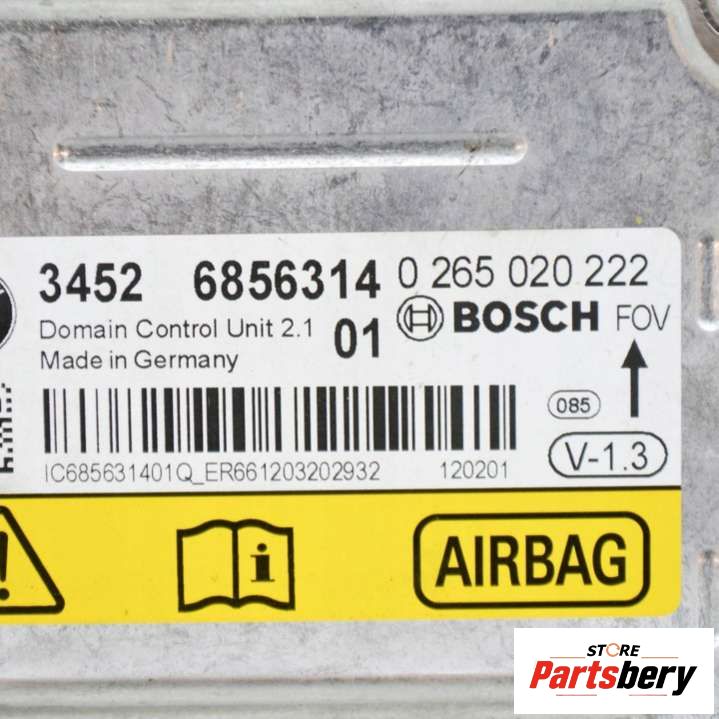 3452 6856314 0 265 020 222
Domain Control Unit 2.1 01 BOSCH FOV
Made in Germany
085
V-1.3
IC685631401Q_ER661203202932 120201
AIRBAG
STORE
Partsbery